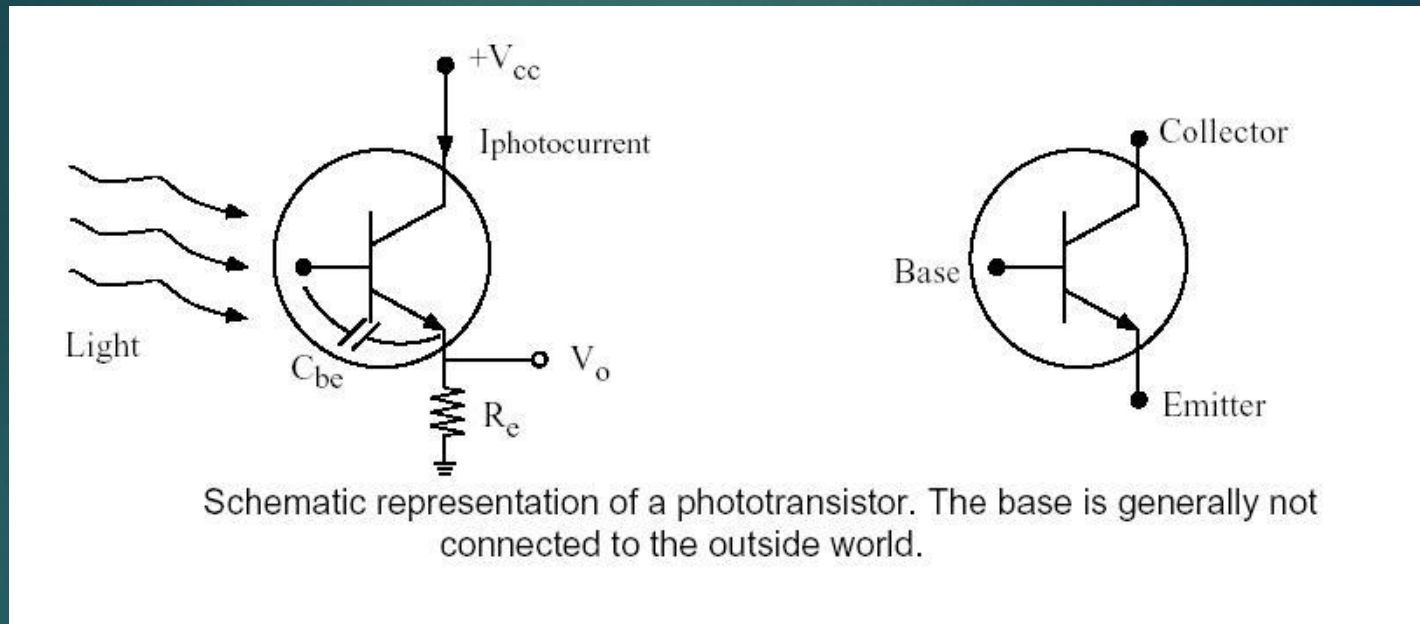 +Vcc
Iphotocurrent
Light
Cbe
Vo
Re
Collector
Base
Emitter
Schematic representation of a phototransistor. The base is generally not
connected to the outside world.